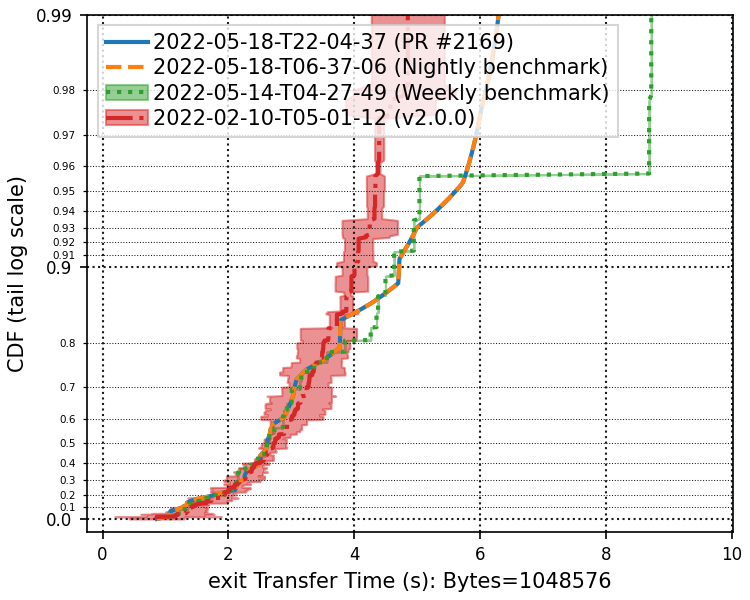 0.99
2022-05-18-T22-04-37 (PR #2169)
2022-05-18-T06-37-06 (Nightly benchmark)
2022-05-14-T04-27-49 (Weekly benchmark)
2022-02-10-T05-01-12 (v2.0.0)
0.98
0.97
0.96
0.95
0.94
0.93
0.92
0.91
0.9
0.8
0.7
0.6
0.5
0.4
0.3
0.2
0.1
0.0
CDF (tail log scale)
0 2 4 6 8 10
exit Transfer Time (s): Bytes=1048576